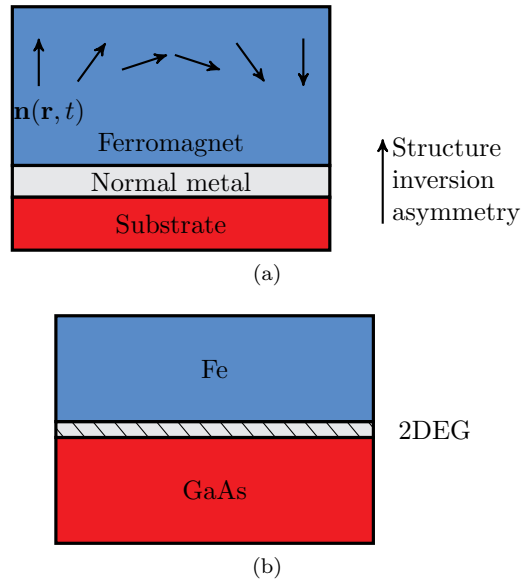 n(r, t)
Ferromagnet
Normal metal
Substrate
Structure
inversion
asymmetry
(a)
Fe
2DEG
GaAs
(b)